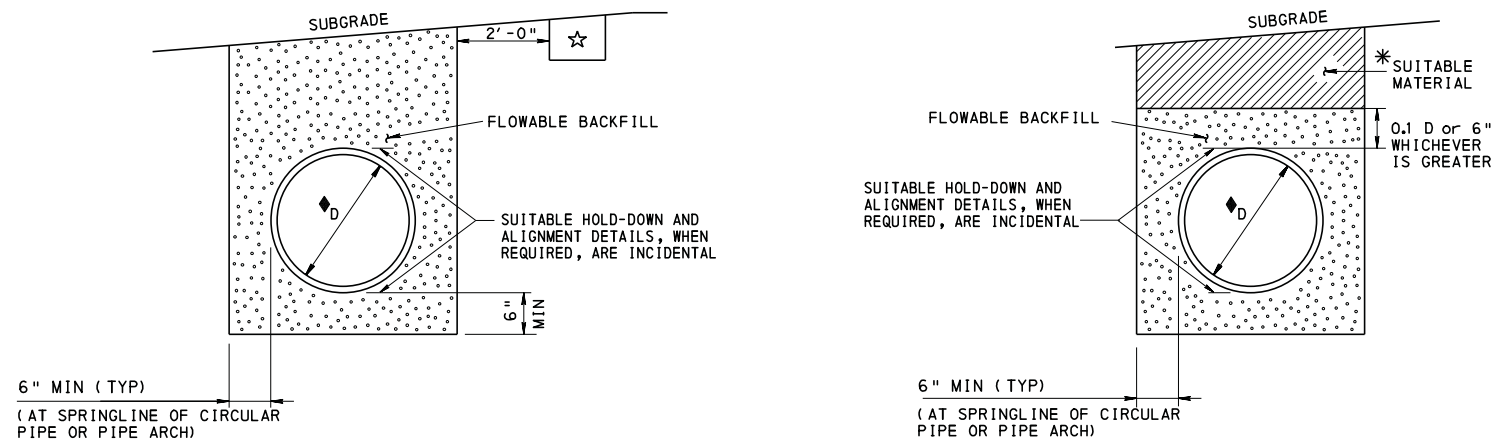 SUBGRADE
2'-0"
FLOWABLE BACKFILL
D
SUITABLE HOLD-DOWN AND
ALIGNMENT DETAILS, WHEN
REQUIRED, ARE INCIDENTAL
6"
MIN
6" MIN (TYP)
(AT SPRINGLINE OF CIRCULAR
PIPE OR PIPE ARCH)
SUBGRADE
* SUITABLE
MATERIAL
FLOWABLE BACKFILL
0.1 D or 6"
WHICHEVER
IS GREATER
SUITABLE HOLD-DOWN AND
ALIGNMENT DETAILS, WHEN
REQUIRED, ARE INCIDENTAL
D
6" MIN (TYP)
(AT SPRINGLINE OF CIRCULAR
PIPE OR PIPE ARCH)